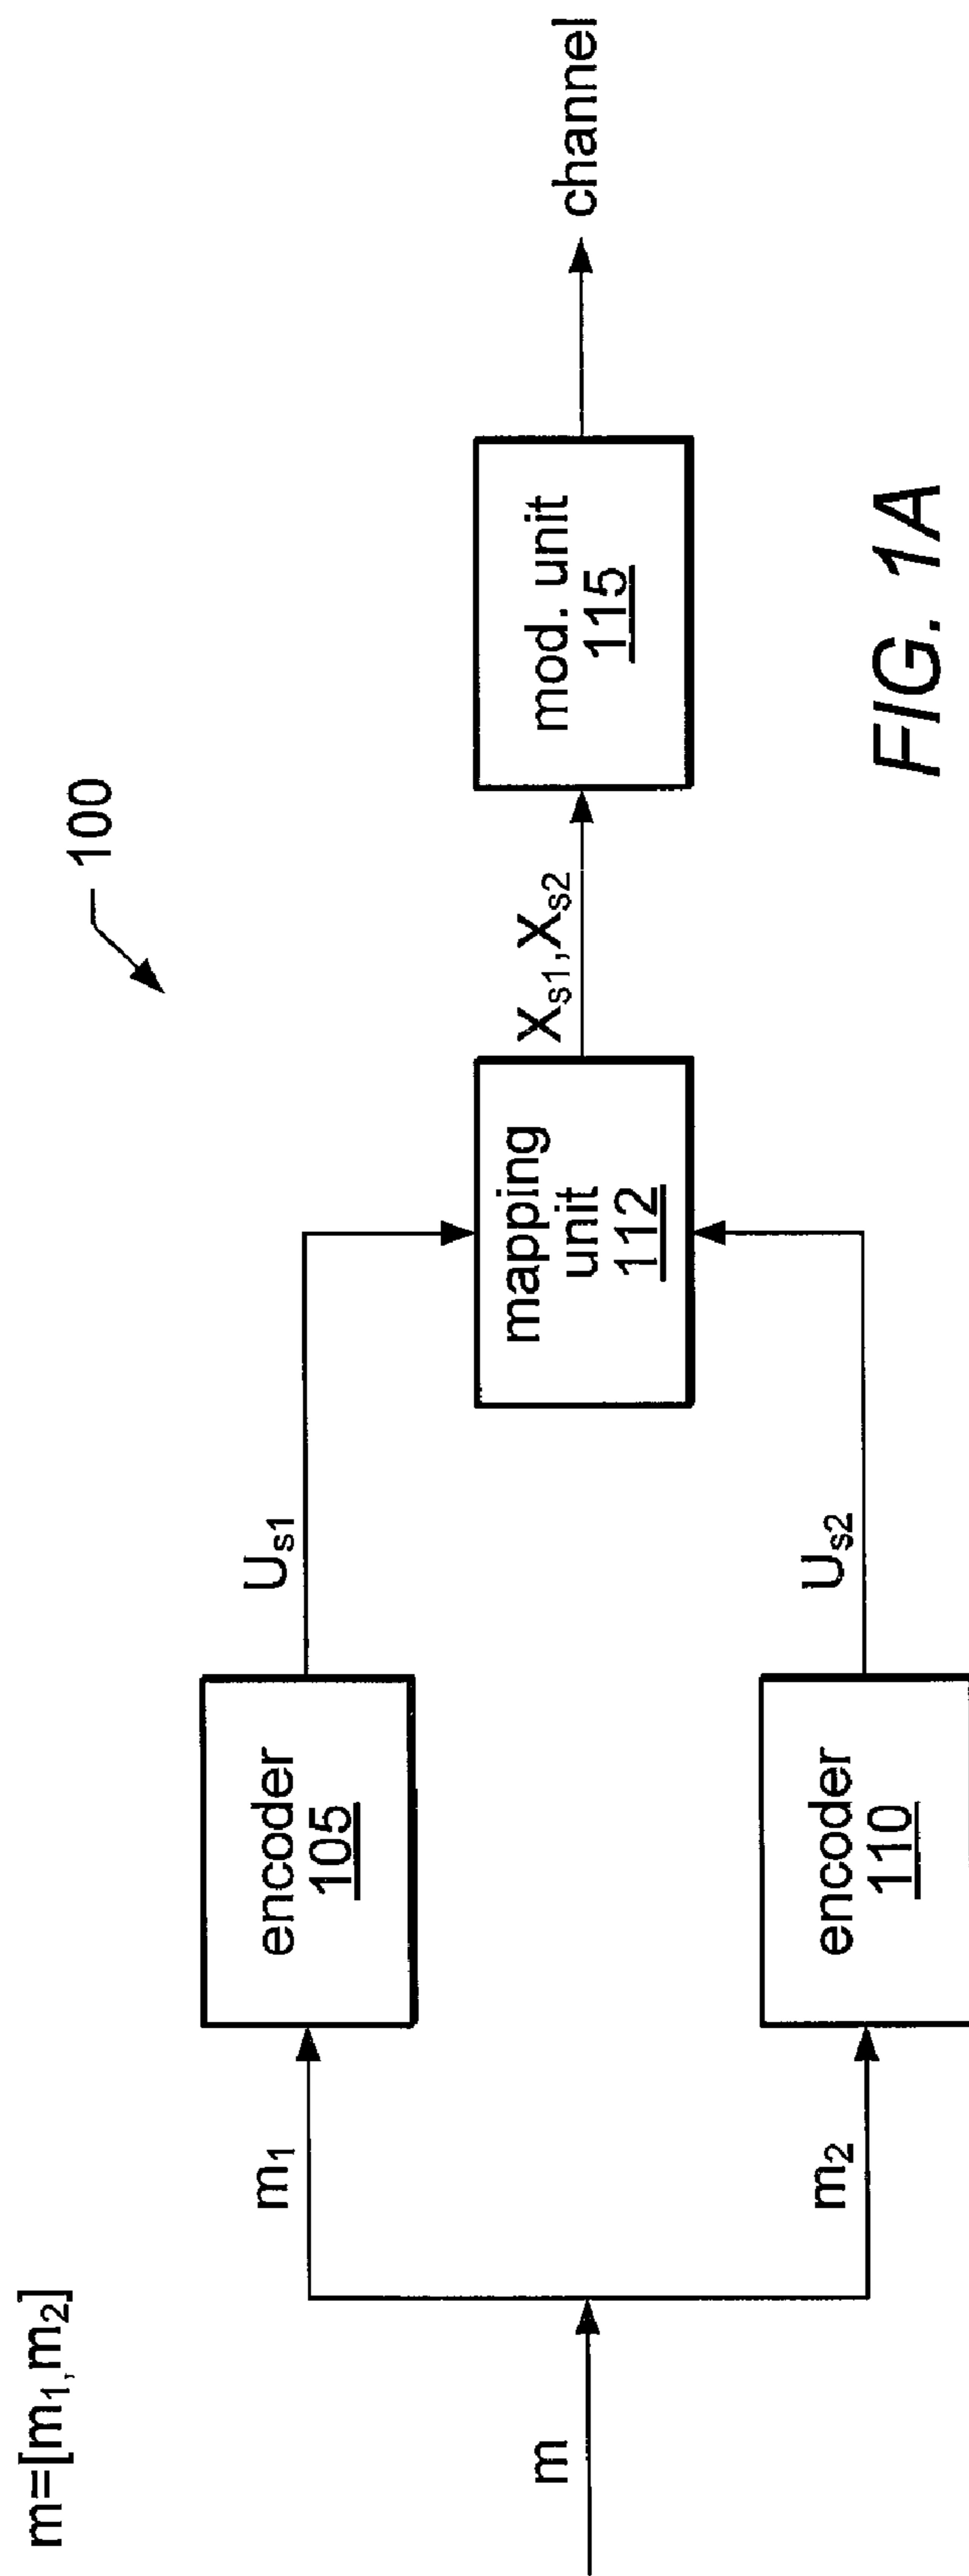 m=[m₁,m₂]
100
m
m₁
m₂
encoder
105
encoder
110
Uₛ₁
Uₛ₂
mapping
unit
112
Xₛ₁,Xₛ₂
mod. unit
115
channel
FIG. 1A